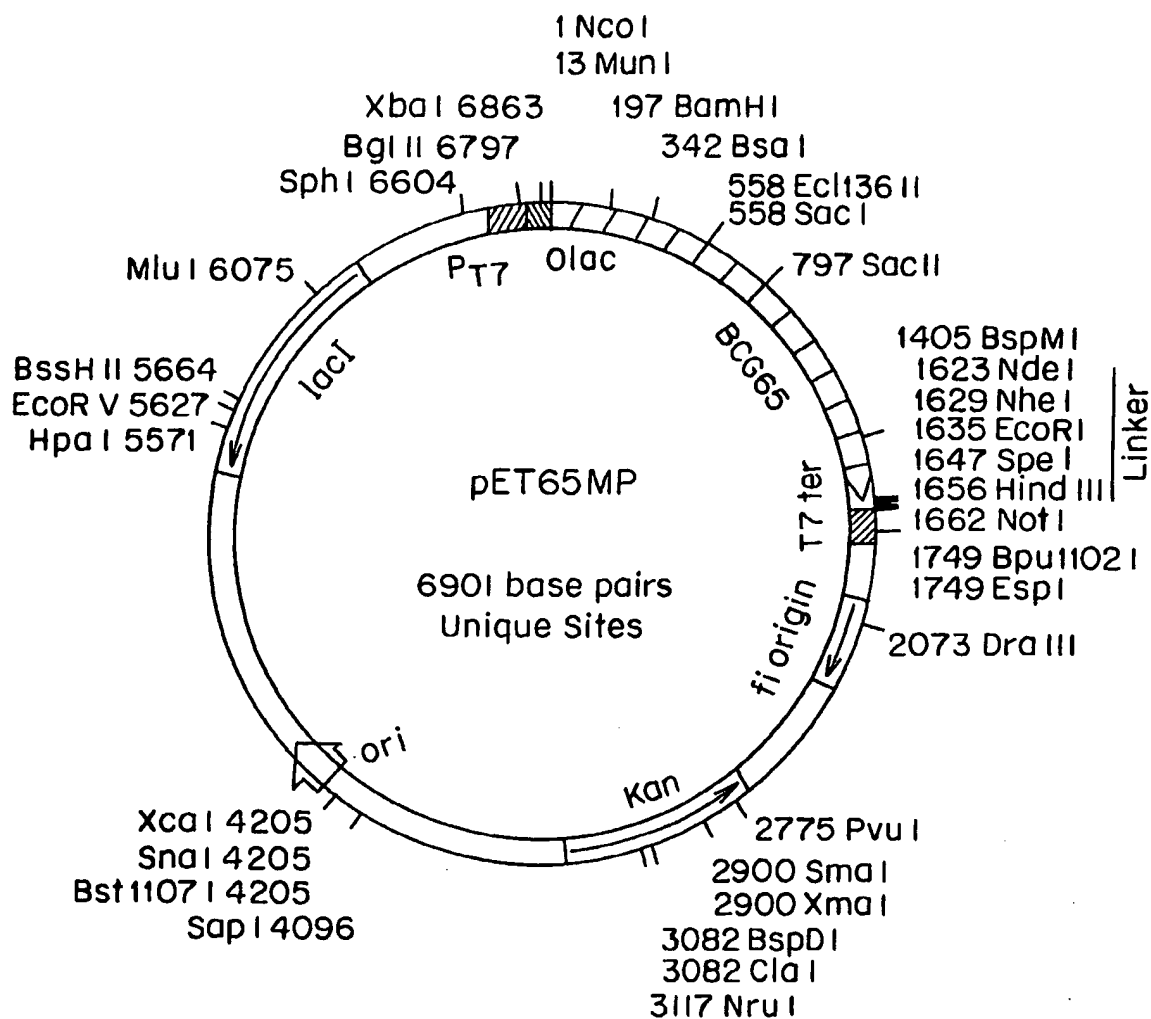 1 Nco I
13 Mun I
Xba I 6863
197 BamH I
Bgl II 6797
342 Bsa I
Sph I 6604
558 Ecl136 II
558 Sac I
PT7
Olac
797 Sac II
Mlu I 6075
lacI
BCG65
BssH II 5664
EcoR V 5627
Hpa I 5571
1405 BspM I
1623 Nde I
1629 Nhe I
1635 EcoR I
1647 Spe I
1656 Hind III
Linker
1662 Not I
1749 Bpu1102 I
1749 Esp I
T7 ter
pET65MP
6901 base pairs
Unique Sites
fi origin
2073 Dra III
ori
Kan
Xca I 4205
Sna I 4205
Bst1107 I 4205
Sap I 4096
2775 Pvu I
2900 Sma I
2900 Xma I
3082 BspD I
3082 Cla I
3117 Nru I